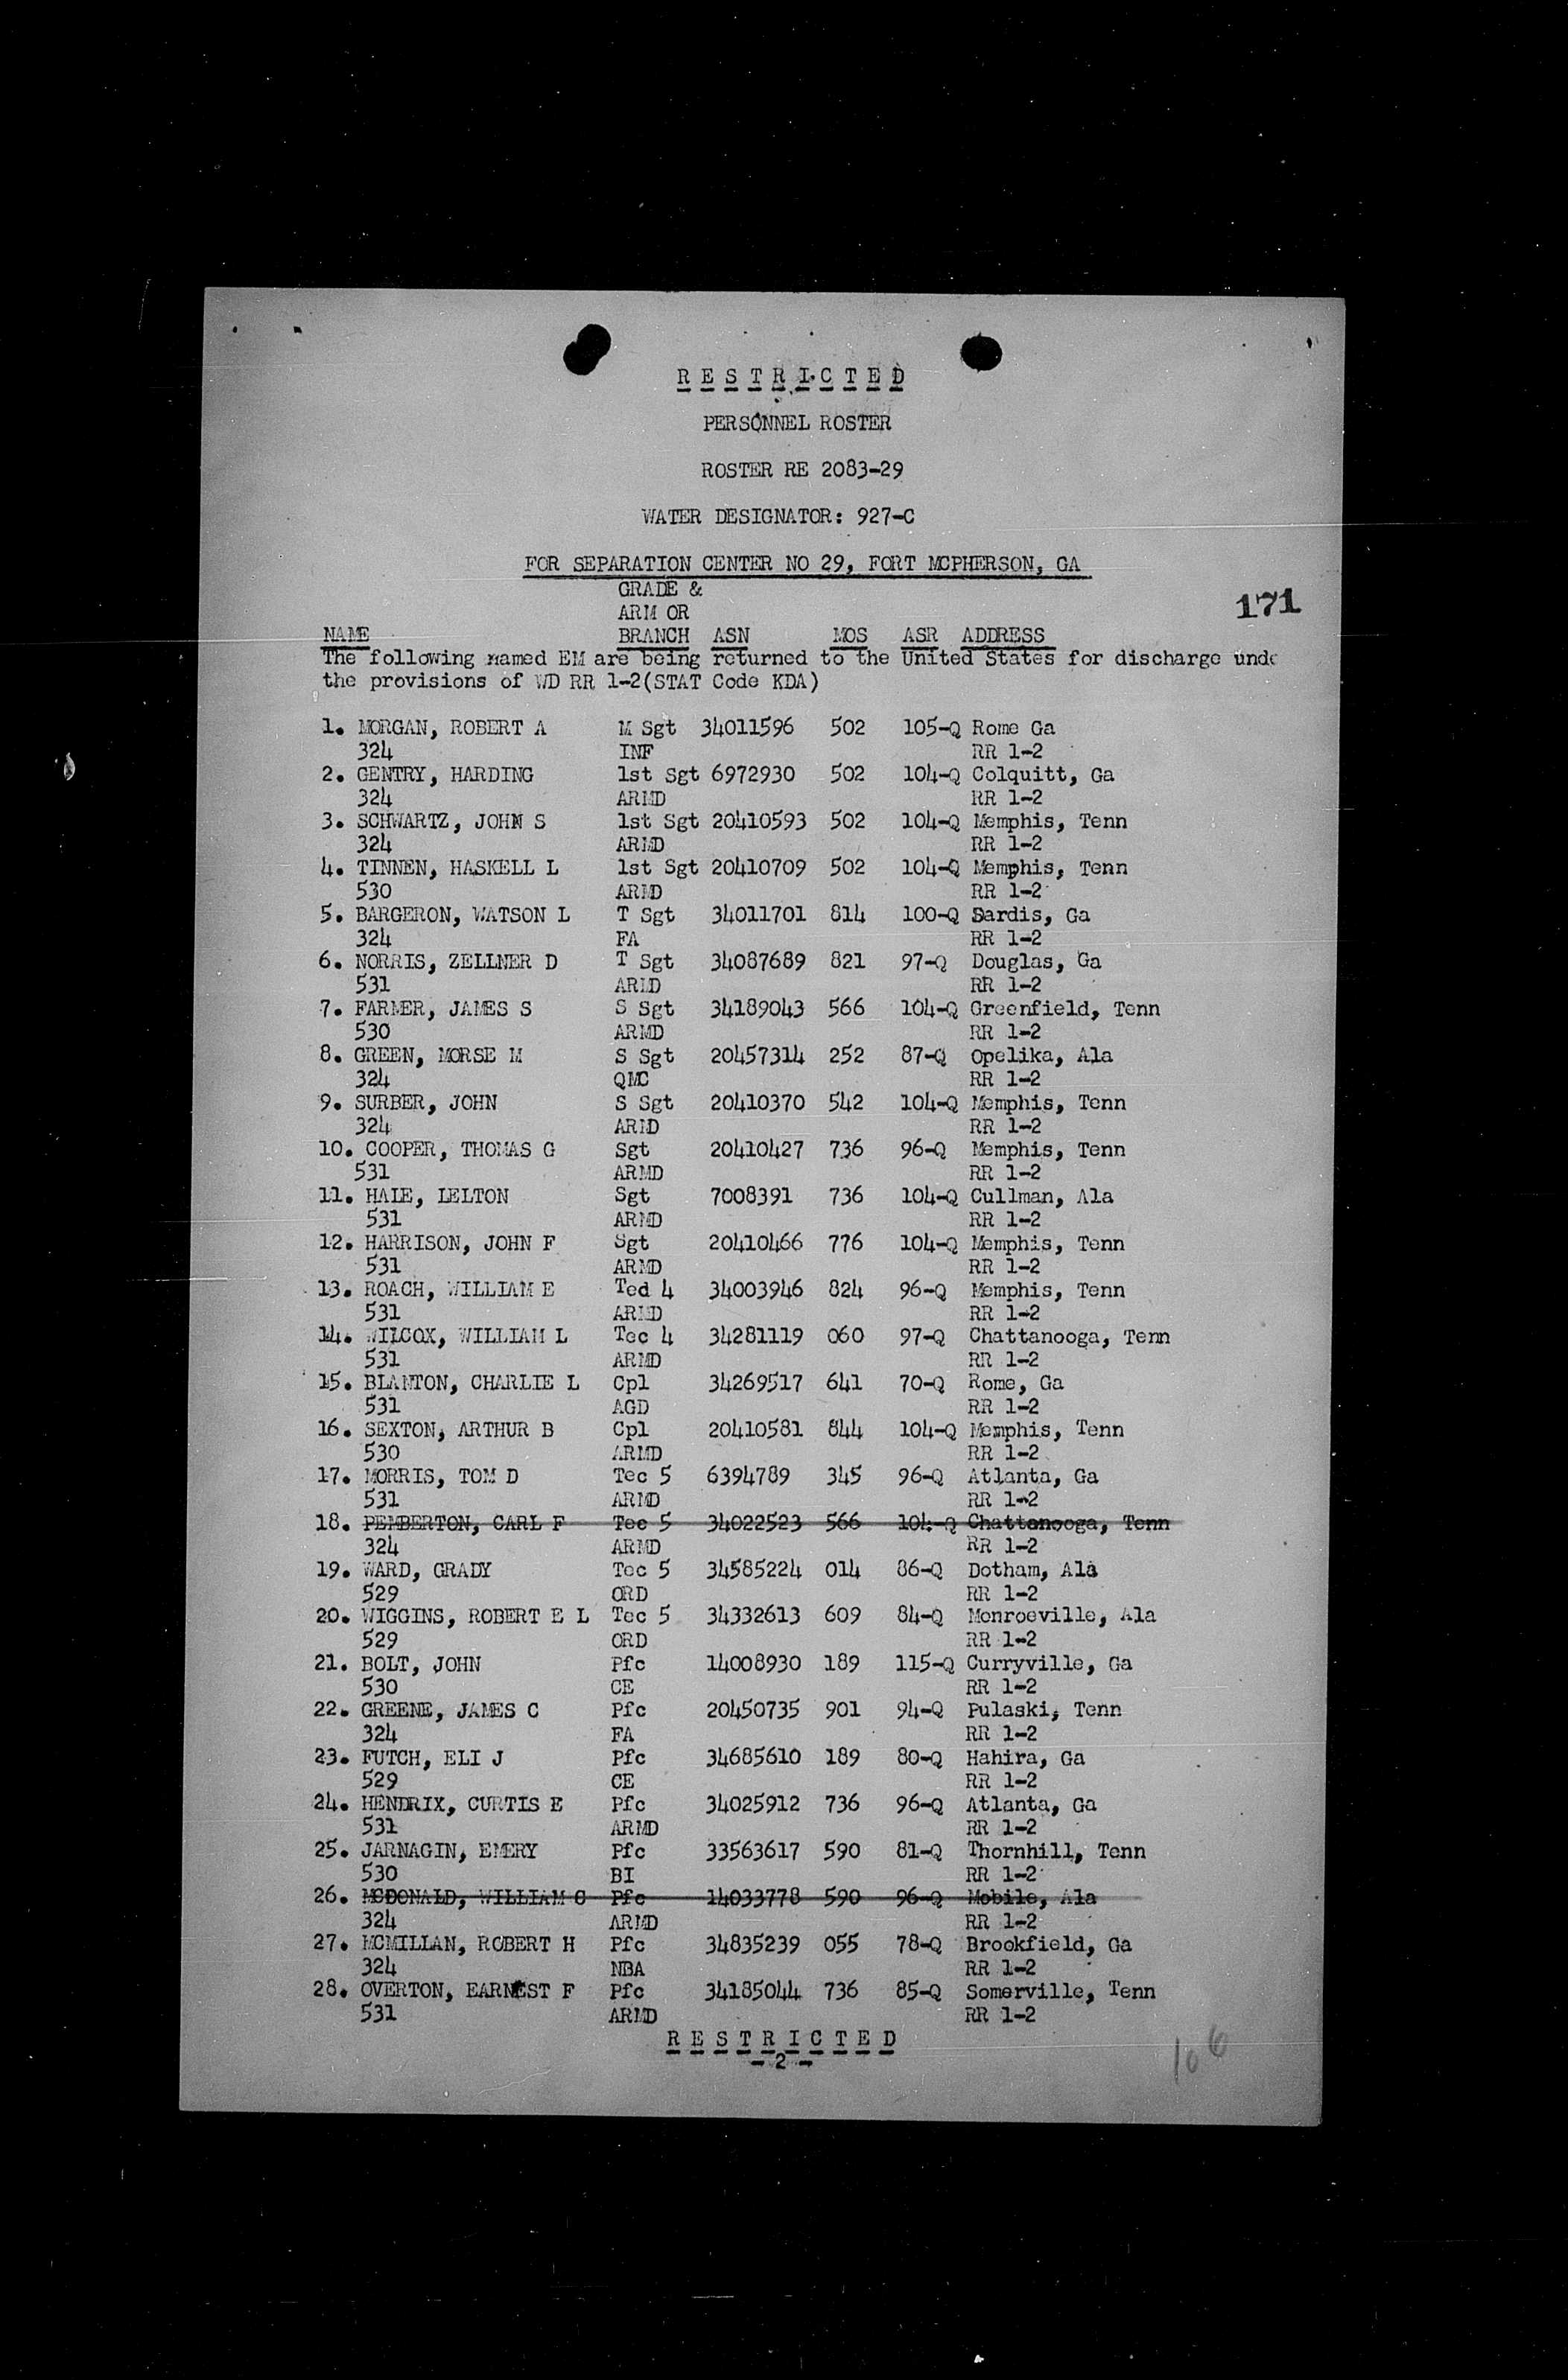 R E S T R I C T E D
PERSONNEL ROSTER
ROSTER RE 2083-29
WATER DESIGNATOR: 927-C
FOR SEPARATION CENTER NO 29, FORT MCPHERSON, GA
GRADE &
ARM OR
171
NAME BRANCH ASN MOS ASR ADDRESS
The following named EM are being returned to the United States for discharge unde
the provisions of WD RR 1-2(STAT Code KDA)
1. MORGAN, ROBERT A M Sgt 34011596 502 105-Q Rome Ga
324 INF RR 1-2
2. GENTRY, HARDING 1st Sgt 6972930 502 104-Q Colquitt, Ga
324 ARMD RR 1-2
3. SCHWARTZ, JOHN S 1st Sgt 20410593 502 104-Q Memphis, Tenn
324 ARMD RR 1-2
4. TINNEN, HASKELL L 1st Sgt 20410709 502 104-Q Memphis, Tenn
530 ARMD RR 1-2
5. BARGERON, WATSON L T Sgt 34011701 814 100-Q Sardis, Ga
324 FA RR 1-2
6. NORRIS, ZELLNER D T Sgt 34087689 821 97-Q Douglas, Ga
531 ARMD RR 1-2
7. FARMER, JAMES S S Sgt 34189043 566 104-Q Greenfield, Tenn
530 ARMD RR 1-2
8. GREEN, MORSE M S Sgt 20457314 252 87-Q Opelika, Ala
324 QMC RR 1-2
9. SURBER, JOHN S Sgt 20410370 542 104-Q Memphis, Tenn
324 ARMD RR 1-2
10. COOPER, THOMAS G Sgt 20410427 736 96-Q Memphis, Tenn
531 ARMD RR 1-2
11. HALE, LELTON Sgt 7008391 736 104-Q Cullman, Ala
531 ARMD RR 1-2
12. HARRISON, JOHN F Sgt 20410466 776 104-Q Memphis, Tenn
531 ARMD RR 1-2
13. ROACH, WILLIAM E Ted 4 34003946 824 96-Q Memphis, Tenn
531 ARMD RR 1-2
14. WILCOX, WILLIAM L Tec 4 34281119 060 97-Q Chattanooga, Tenn
531 ARMD RR 1-2
15. BLANTON, CHARLIE L Cpl 34269517 641 70-Q Rome, Ga
531 AGD RR 1-2
16. SEXTON, ARTHUR B Cpl 20410581 844 104-Q Memphis, Tenn
530 ARMD RR 1-2
17. MORRIS, TOM D Tec 5 6394789 345 96-Q Atlanta, Ga
531 ARMD RR 1-2
18. PEMBERTON, CARL F Tec 5 34022523 566 104-Q Chattanooga, Tenn
324 ARMD RR 1-2
19. WARD, GRADY Tec 5 34585224 014 86-Q Dotham, Ala
529 ORD RR 1-2
20. WIGGINS, ROBERT E L Tec 5 34332613 609 84-Q Monroeville, Ala
529 ORD RR 1-2
21. BOLT, JOHN Pfc 14008930 189 115-Q Curryville, Ga
530 CE RR 1-2
22. GREENE, JAMES C Pfc 20450735 901 94-Q Pulaski, Tenn
324 FA RR 1-2
23. FUTCH, ELI J Pfc 34685610 189 80-Q Hahira, Ga
529 CE RR 1-2
24. HENDRIX, CURTIS E Pfc 34025912 736 96-Q Atlanta, Ga
531 ARMD RR 1-2
25. JARNAGIN, EMERY Pfc 33563617 590 81-Q Thornhill, Tenn
530 BI RR 1-2
26. MCDONALD, WILLIAM C Pfc 14033778 590 96-Q Mobile, Ala
324 ARMD RR 1-2
27. MCMILLAN, ROBERT H Pfc 34835239 055 78-Q Brookfield, Ga
324 NBA RR 1-2
28. OVERTON, EARNEST F Pfc 34185044 736 85-Q Somerville, Tenn
531 ARMD RR 1-2
R E S T R I C T E D
- 2 -
106